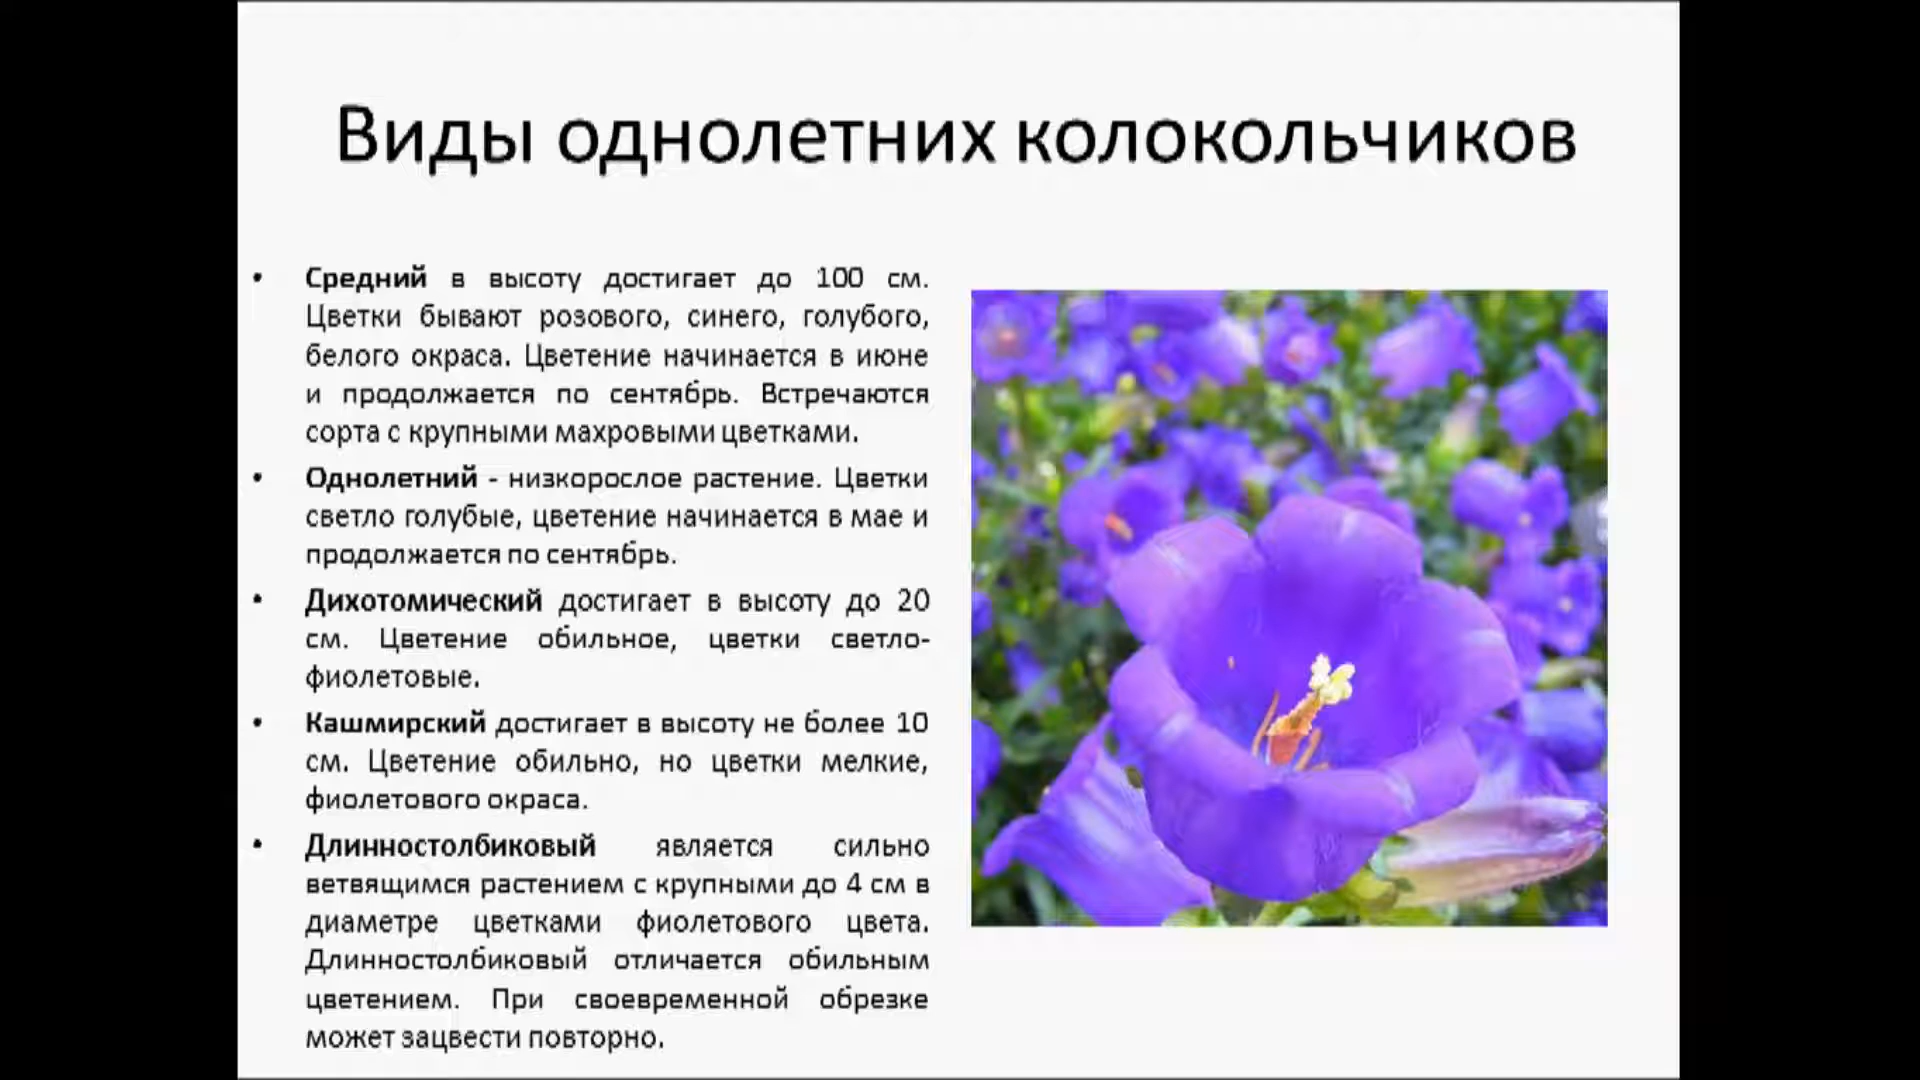 Виды однолетних колокольчиков
• Средний в высоту достигает до 100 см.
Цветки бывают розового, синего, голубого,
белого окраса. Цветение начинается в июне
и продолжается по сентябрь. Встречаются
сорта с крупными махровыми цветками.
• Однолетний - низкорослое растение. Цветки
светло голубые, цветение начинается в мае и
продолжается по сентябрь.
• Дихотомический достигает в высоту до 20
см. Цветение обильное, цветки светло-
фиолетовые.
• Кашмирский достигает в высоту не более 10
см. Цветение обильно, но цветки мелкие,
фиолетового окраса.
• Длинностолбиковый является сильно
ветвящимся растением с крупными до 4 см в
диаметре цветками фиолетового цвета.
Длинностолбиковый отличается обильным
цветением. При своевременной обрезке
может зацвести повторно.